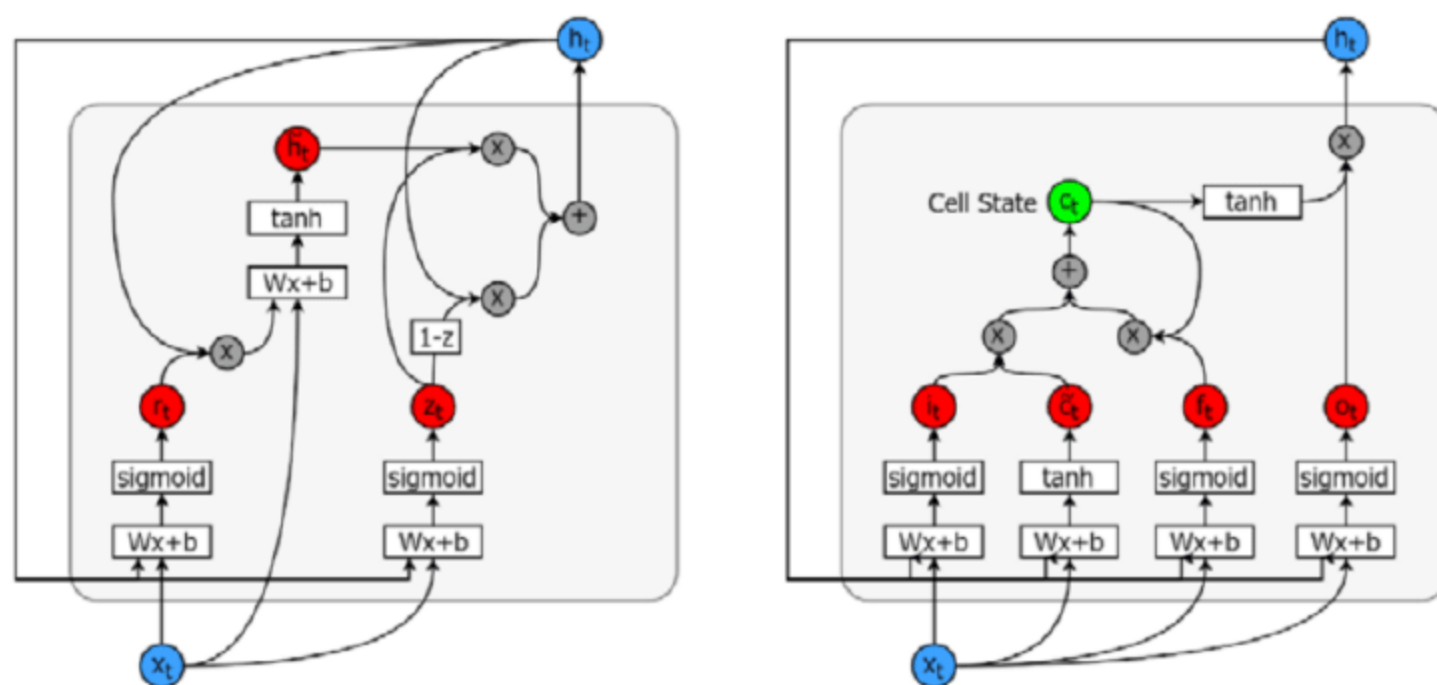 hₜ
h̃ₜ
x
tanh
+
Wx+b
x
1-z
x
rₜ
zₜ
sigmoid
sigmoid
Wx+b
Wx+b
xₜ
hₜ
x
Cell State
cₜ
tanh
+
x
x
iₜ
c̃ₜ
fₜ
oₜ
sigmoid
tanh
sigmoid
sigmoid
Wx+b
Wx+b
Wx+b
Wx+b
xₜ